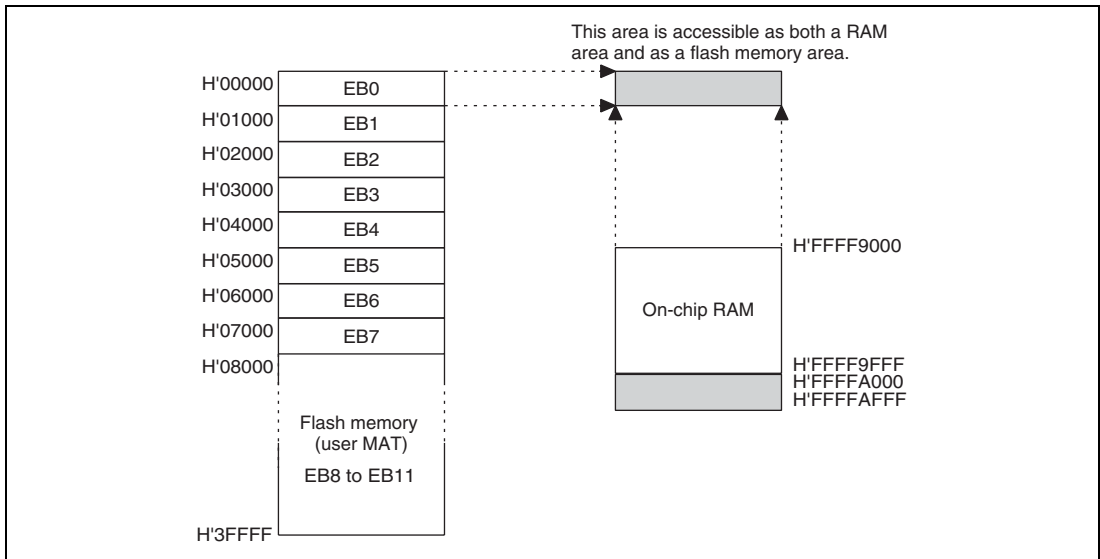 This area is accessible as both a RAM
area and as a flash memory area.
H'00000
EB0
H'01000
EB1
H'02000
EB2
H'03000
EB3
H'04000
EB4
H'05000
EB5
H'06000
EB6
H'07000
EB7
H'08000
Flash memory
(user MAT)
EB8 to EB11
H'3FFFF
H'FFFF9000
On-chip RAM
H'FFFF9FFF
H'FFFFA000
H'FFFFAFFF